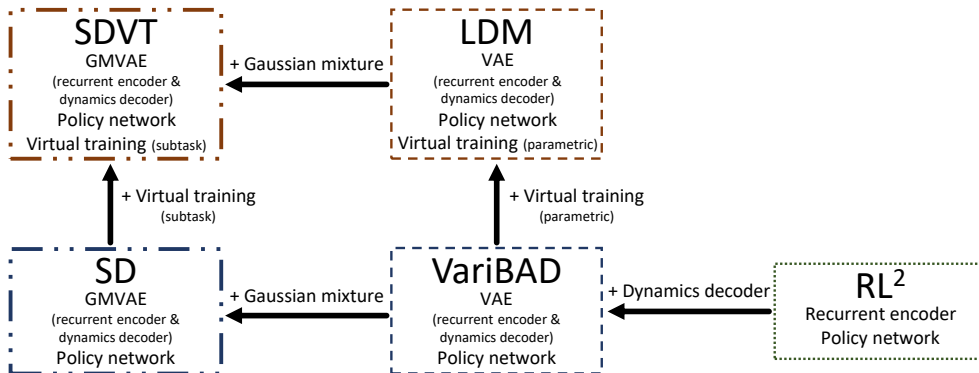 SDVT
GMVAE
(recurrent encoder &
dynamics decoder)
Policy network
Virtual training (subtask)
+ Gaussian mixture
LDM
VAE
(recurrent encoder &
dynamics decoder)
Policy network
Virtual training (parametric)
+ Virtual training
(subtask)
+ Virtual training
(parametric)
SD
GMVAE
(recurrent encoder &
dynamics decoder)
Policy network
+ Gaussian mixture
VariBAD
VAE
(recurrent encoder &
dynamics decoder)
Policy network
+ Dynamics decoder
RL²
Recurrent encoder
Policy network